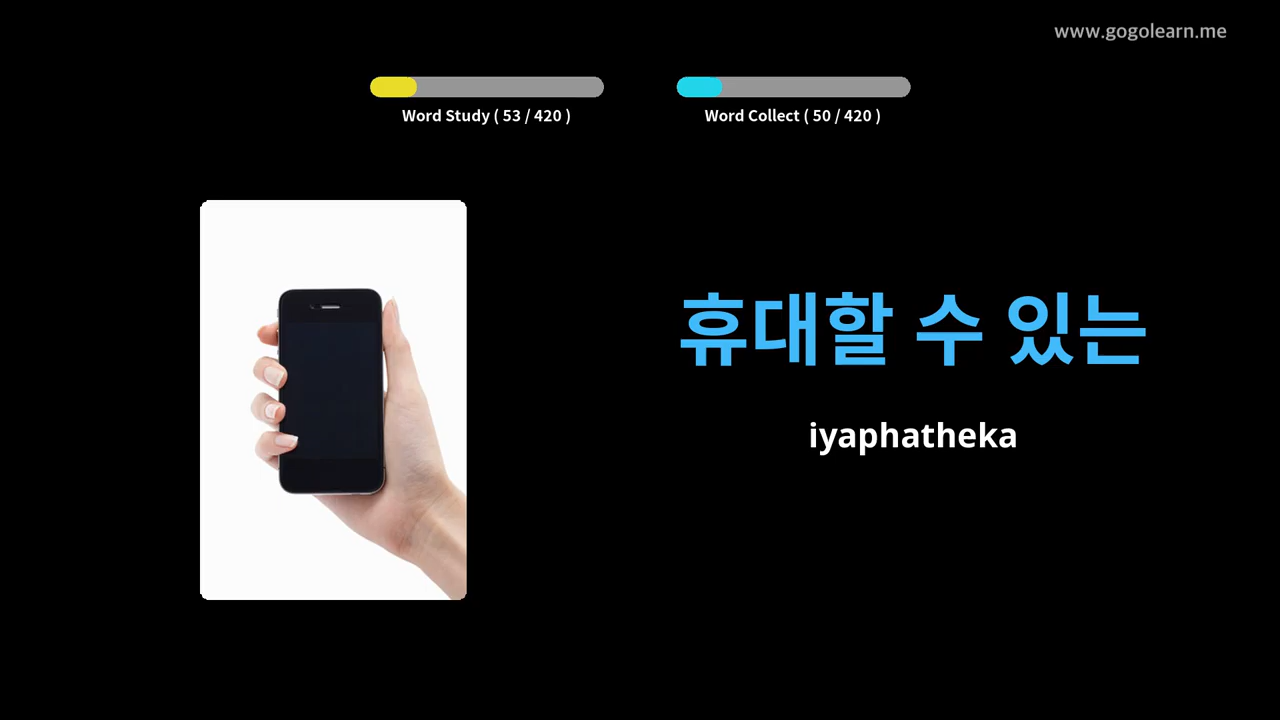 www.gogolearn.me
Word Study ( 53 / 420 )
Word Collect ( 50 / 420 )
휴대할 수 있는
iyaphatheka